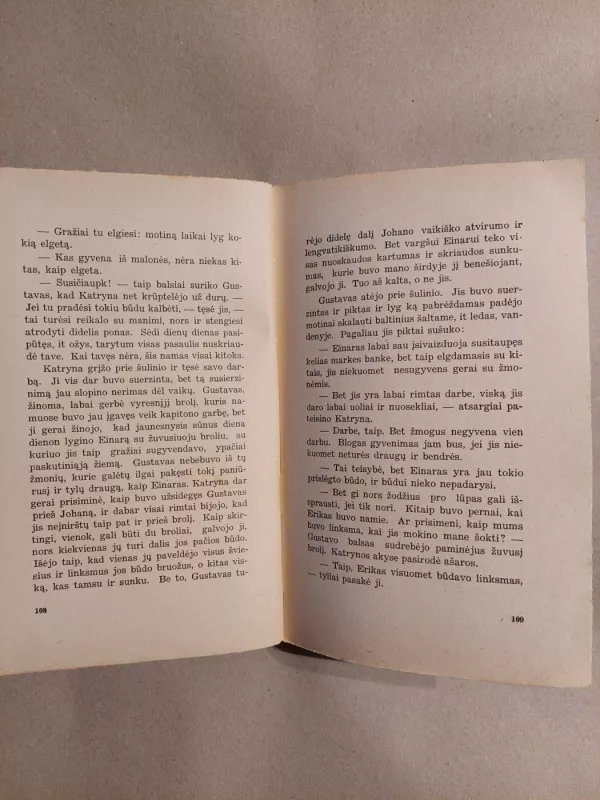 — Gražiai tu elgiesi: motiną laikai lyg ko-
kią elgetą.
— Kas gyvena iš malonės, nėra niekas ki-
tas, kaip elgeta.
— Susičiaupk! — taip balsiai suriko Gus-
tavas, kad Katryna net krūptelėjo už durų. —
Jei tu pradėsi tokiu būdu kalbėti, — tęsė jis, —
tai turėsi reikalo su manimi, nors ir stengiesi
atrodyti didelis ponas. Sėdi dienų dienas pasi-
pūtęs, it ožys, tarytum visas pasaulis nuskriau-
dė tave. Kai tavęs nėra, šis namas visai kitoks.
Katryna grįžo prie šulinio ir tęsė savo dar-
bą. Ji vis dar buvo suerzinta, bet tą susierzi-
nimą jau slopino nerimas dėl vaikų. Gustavas,
žinoma, labai gerbė vyresnįjį brolį, kuris na-
muose buvo jau įgavęs veik kapitono garbę, bet
ji gerai žinojo, kad jaunesnysis sūnus diena
dienon lygino Einarą su žuvusiuoju broliu, su
kuriuo jis taip gražiai sugyvendavo, ypačiai
paskutiniąją žiemą. Gustavas nebebuvo iš tų
žmonių, kurie galėtų ilgai pakęsti tokį paniū-
rusį ir tylų draugą, kaip Einaras. Katryna dar
gerai prisiminė, kaip buvo užsidegęs Gustavas
prieš Johaną, ir dabar visai rimtai bijojo, kad
jis neįnirštų taip pat ir prieš brolį. Kaip skir-
tingi, vienok, gali būti du broliai, galvojo ji,
nors kiekvienas jų turi dalis jos pačios būdo.
Išėjo taip, kad vienas jų paveldėjo visus švie-
sius ir linksmus jos būdo bruožus, o kitas vis-
ką, kas tamsu ir sunku. Be to, Gustavas tu-
108
rėjo didelę dalį Johano vaikiško atvirumo ir
lengvatikiškumo. Bet vargšui Einarui teko vi-
sas nuoskaudos kartumas ir skriaudos sunku-
mas, kurie buvo mano širdyje jį benešiojant,
galvojo ji. Tuo aš kalta, o ne jis.
Gustavas atėjo prie šulinio. Jis buvo suer-
zintas ir piktas ir lyg ką pabrėždamas padėjo
motinai skalauti baltinius šaltame, it ledas, van-
denyje. Pagaliau jis piktai sušuko:
— Einaras labai sau įsivaizduoja susitaupęs
kelias markes banke, bet taip elgdamasis su ki-
tais, jis niekuomet nesugyvens gerai su žmo-
nėmis.
— Bet jis yra labai rimtas darbe, viską jis
daro labai uoliai ir nuosekliai, — atsargiai pa-
teisino Katryna.
— Darbe, taip. Bet žmogus negyvena vien
darbu. Blogas gyvenimas jam bus, jei jis nie-
kuomet neturės draugų ir bendrės.
— Tai teisybė, bet Einaras yra jau tokio
prislėgto būdo, ir būdui nieko nepadarysi.
— Bet gi nors žodžius pro lūpas gali iš-
sprausti, jei tik nori. Kitaip buvo pernai, kai
Erikas buvo namie. Ar prisimeni, kaip mums
buvo linksma, kai jis mokino mane šokti? —
Gustavo balsas sudrebėjo paminėjus žuvusį
brolį. Katrynos akyse pasirodė ašaros.
— Taip, Erikas visuomet būdavo linksmas,
— tyliai pasakė ji.
109